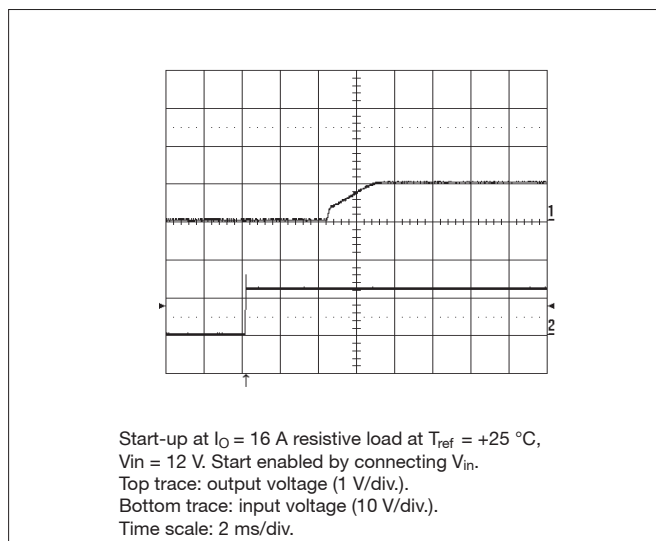 1
2
Start-up at IO = 16 A resistive load at Tref = +25 °C,
Vin = 12 V. Start enabled by connecting Vin.
Top trace: output voltage (1 V/div.).
Bottom trace: input voltage (10 V/div.).
Time scale: 2 ms/div.